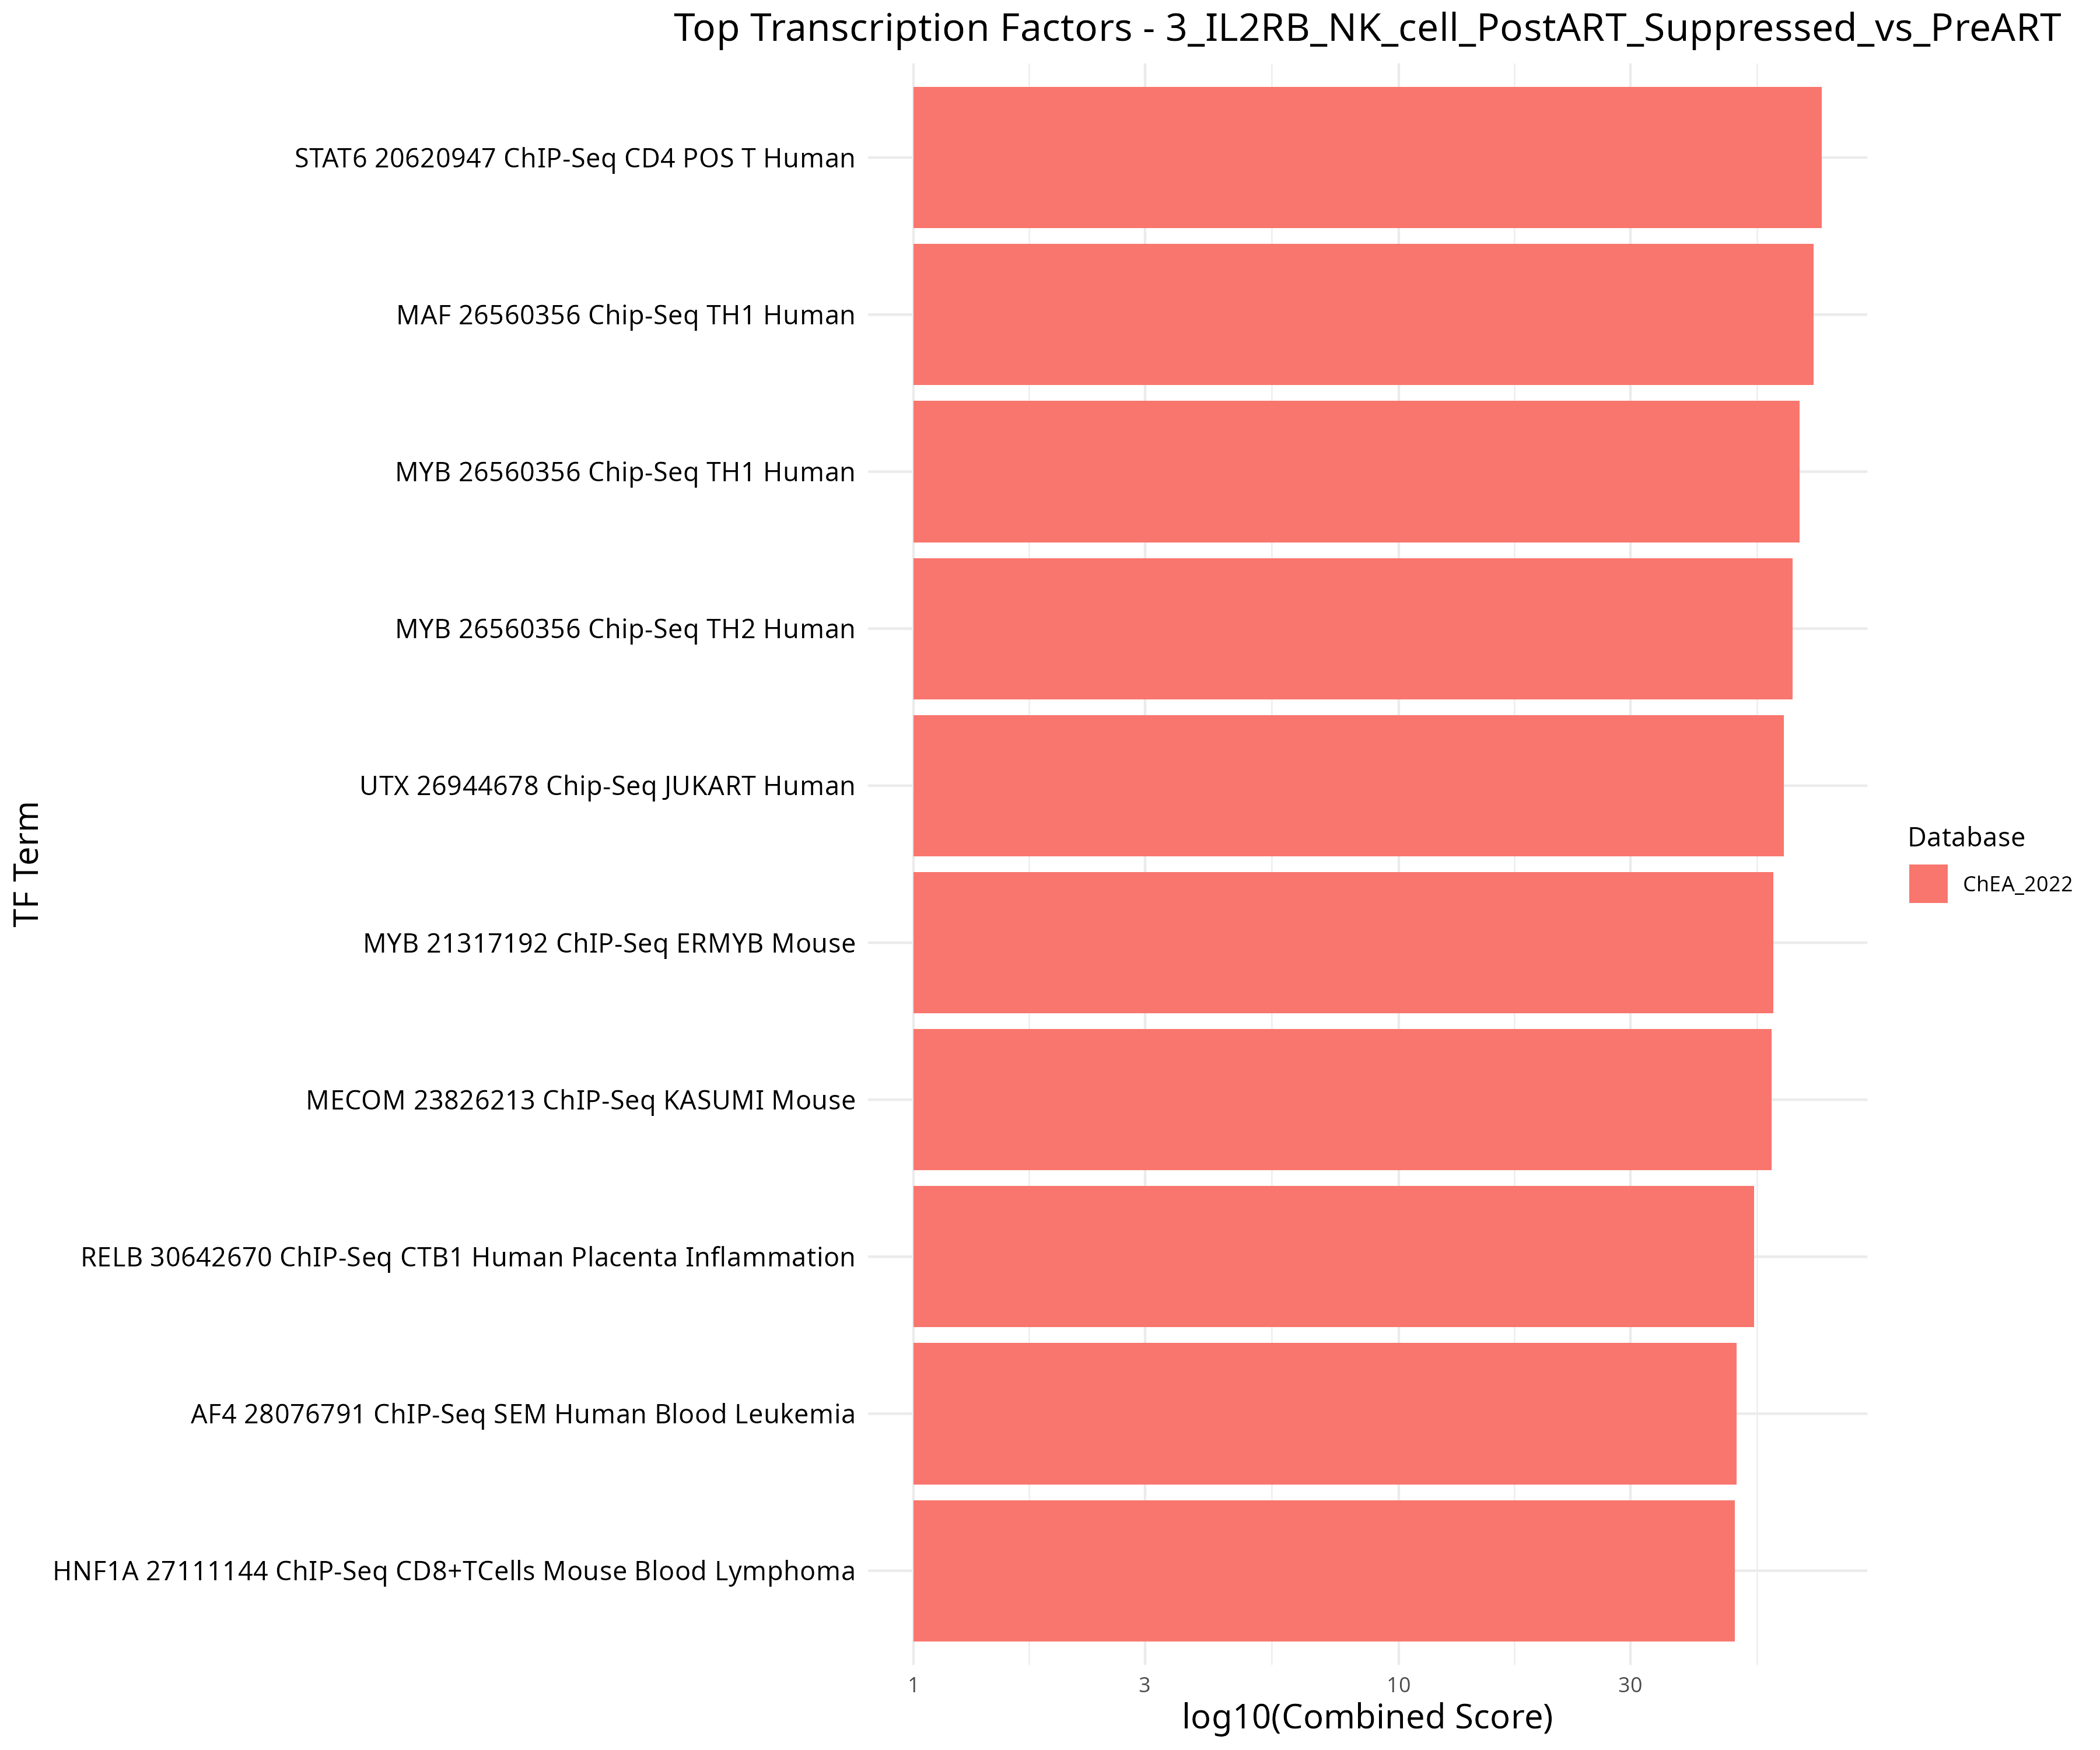 Top Transcription Factors - 3_IL2RB_NK_cell_PostART_Suppressed_vs_PreART
TF Term
STAT6 20620947 ChIP-Seq CD4 POS T Human
MAF 26560356 Chip-Seq TH1 Human
MYB 26560356 Chip-Seq TH1 Human
MYB 26560356 Chip-Seq TH2 Human
UTX 26944678 Chip-Seq JUKART Human
MYB 21317192 ChIP-Seq ERMYB Mouse
MECOM 23826213 ChIP-Seq KASUMI Mouse
RELB 30642670 ChIP-Seq CTB1 Human Placenta Inflammation
AF4 28076791 ChIP-Seq SEM Human Blood Leukemia
HNF1A 27111144 ChIP-Seq CD8+TCells Mouse Blood Lymphoma
1 3 10 30
log10(Combined Score)
Database
ChEA_2022